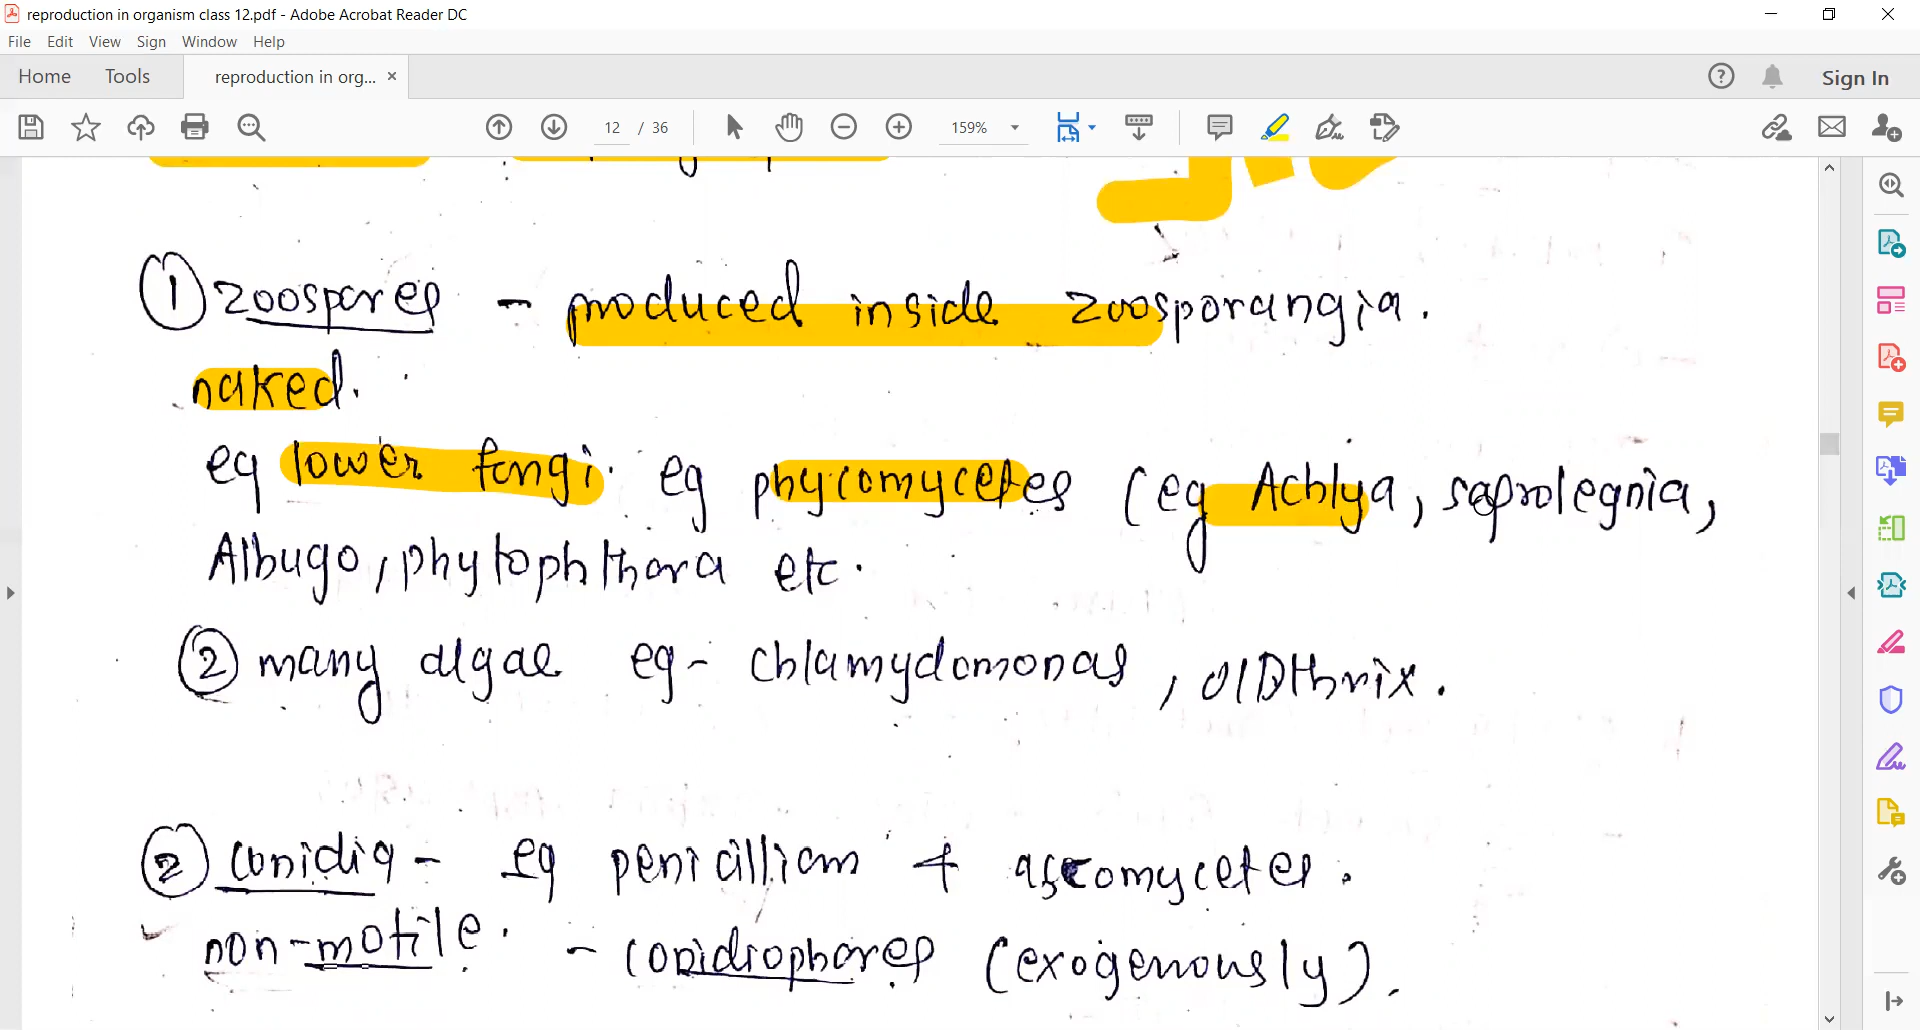 reproduction in organism class 12.pdf - Adobe Acrobat Reader DC
File Edit View Sign Window Help
Home Tools reproduction in org... × Sign In
12 / 36 159%
① zoospores - produced inside zoosporangia.
naked.
eg lower fungi. eg phycomycetes (eg Achlya, saprolegnia,
Albugo, phytophthora etc.
② many algae eg- chlamydomonas, Ulothrix.
② conidia - eg penicillium + ascomycetes.
non-motile. - conidiophores (exogenously).